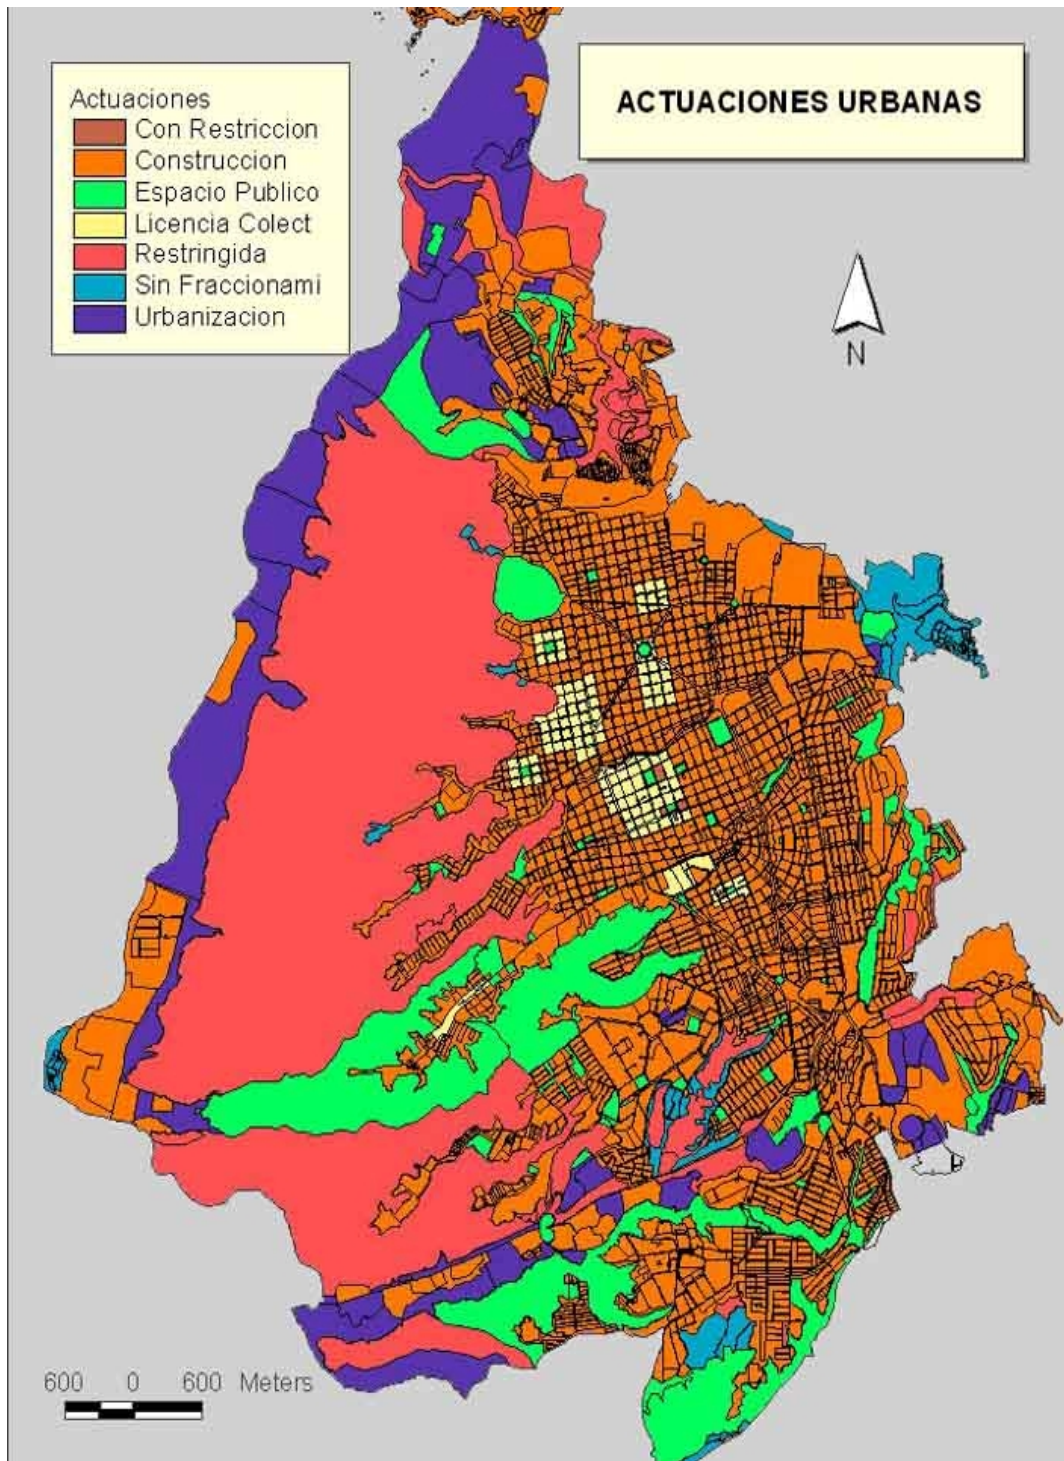 ACTUACIONES URBANAS
Actuaciones
Con Restriccion
Construccion
Espacio Publico
Licencia Colect
Restringida
Sin Fraccionami
Urbanizacion
N
600 0 600 Meters